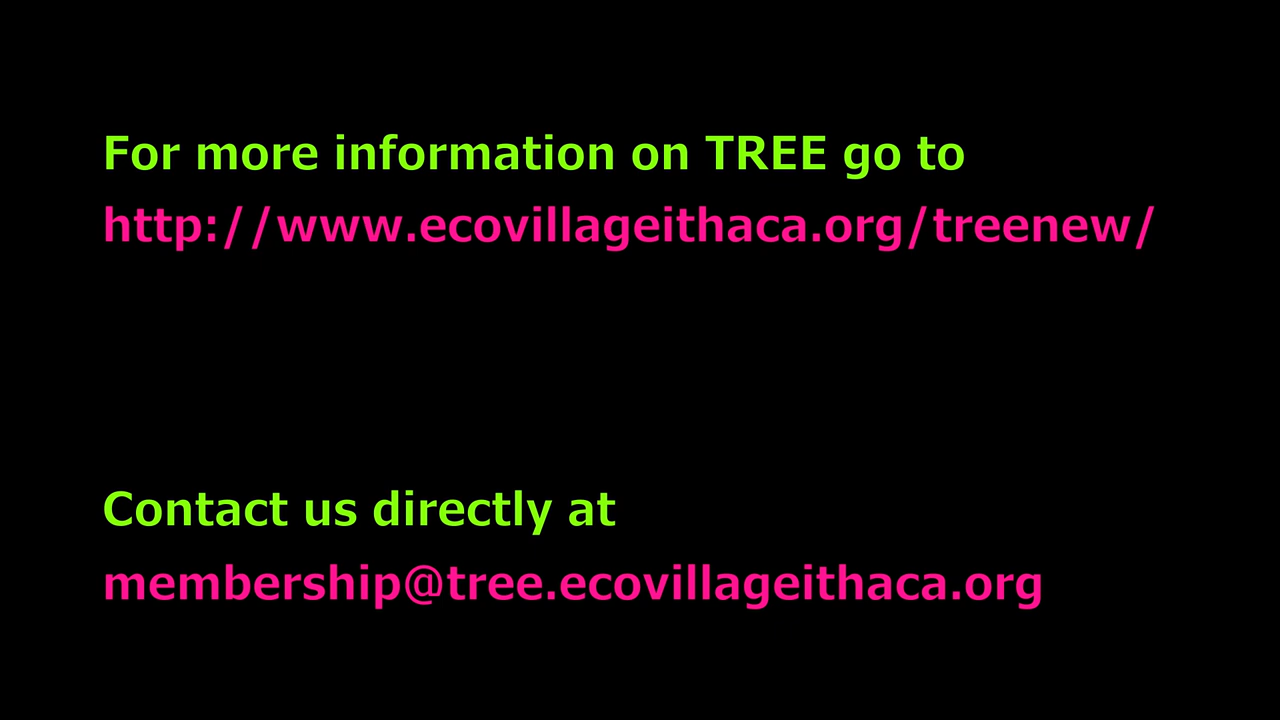 For more information on TREE go to
http://www.ecovillageithaca.org/treenew/
Contact us directly at
membership@tree.ecovillageithaca.org